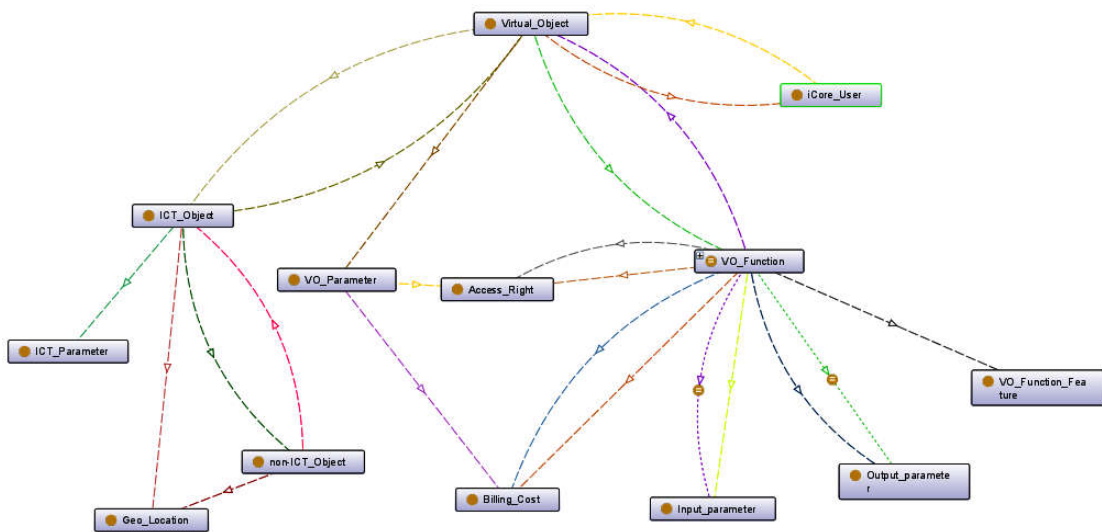 Virtual_Object
iCore_User
ICT_Object
VO_Function
VO_Parameter
Access_Right
ICT_Parameter
VO_Function_Fea
ture
non-ICT_Object
Output_paramete
r
Billing_Cost
Input_parameter
Geo_Location